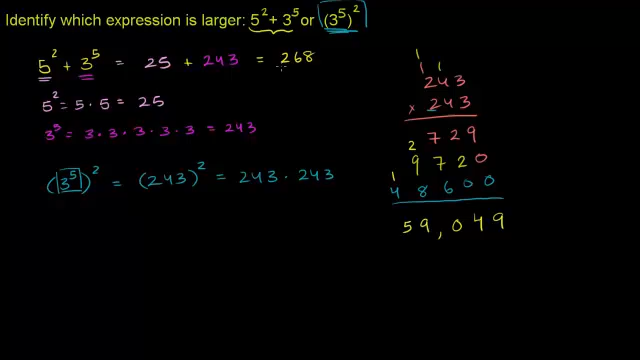 Identify which expression is larger: 5² + 3⁵ or (3⁵)²
5² + 3⁵ = 25 + 243 = 268
5² = 5 · 5 = 25
3⁵ = 3 · 3 · 3 · 3 · 3 = 243
(3⁵)² = (243)² = 243 · 243
1
1 1
243
× 243
2 729
9720
1
48600
59,049